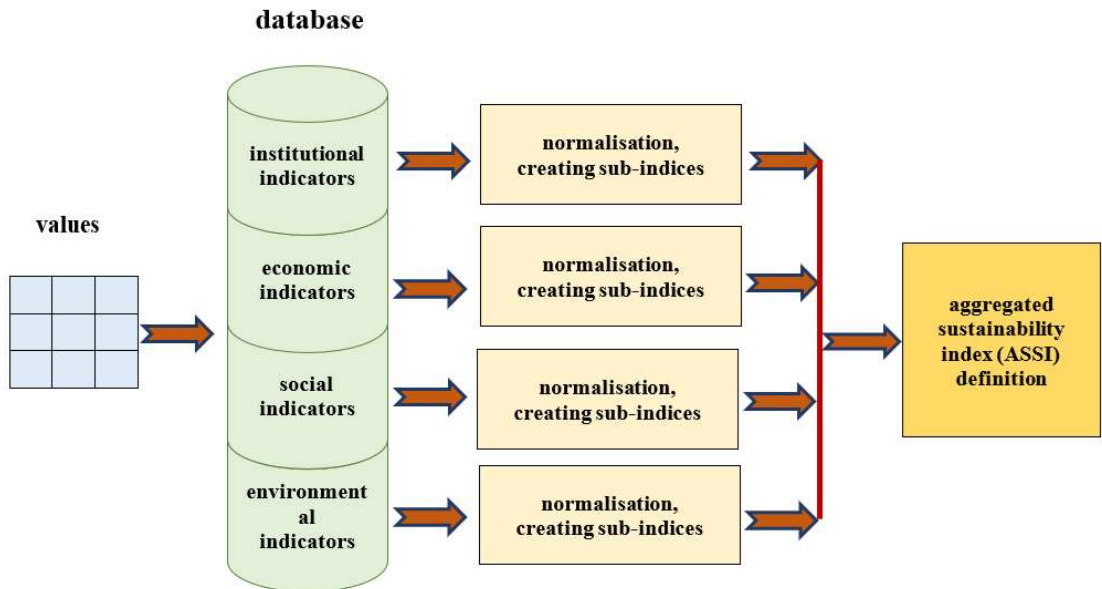 database
values
institutional
indicators
normalisation,
creating sub-indices
economic
indicators
normalisation,
creating sub-indices
social
indicators
normalisation,
creating sub-indices
environment
al
indicators
normalisation,
creating sub-indices
aggregated
sustainability
index (ASSI)
definition